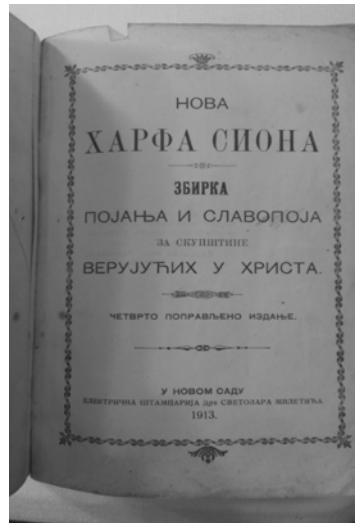 НОВА
ХАРФА СИОНА
ЗБИРКА
ПОЈАЊА И СЛАВОПОЈА
ЗА СКУПШТИНЕ
ВЕРУЈУЋИХ У ХРИСТА.
ЧЕТВРТО ПОПРАВЉЕНО ИЗДАЊЕ.
У НОВОМ САДУ
ЕЛЕКТРИЧНА ШТАМПАРИЈА дра СВЕТОЗАРА МИЛЕТИЋА
1913.